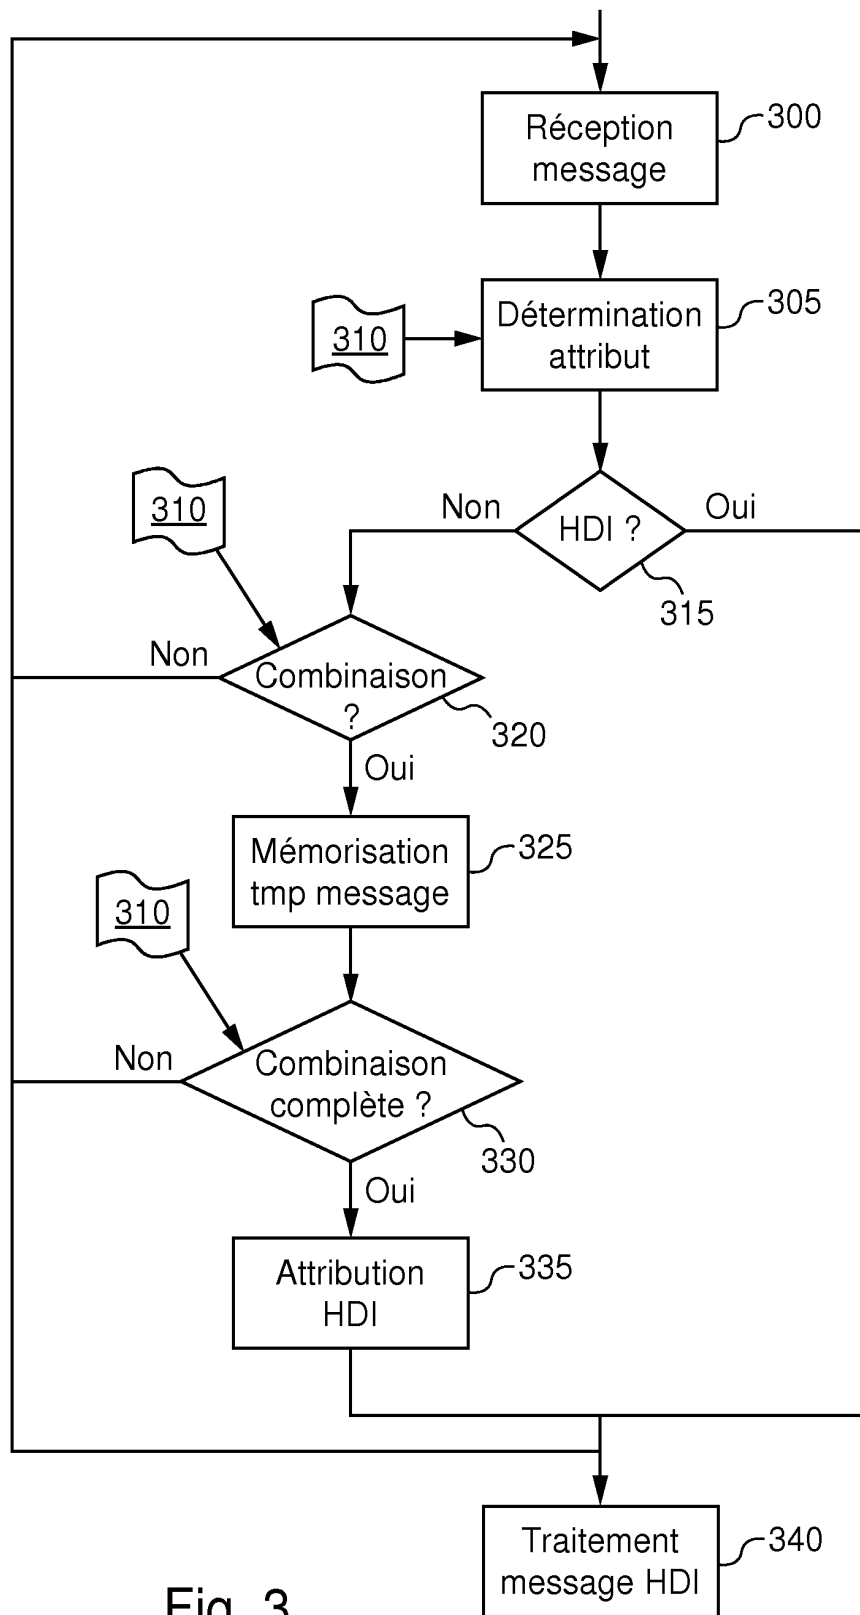 Réception
message
300
Détermination
attribut
305
310
HDI ?
Non
Oui
315
310
Combinaison
?
Non
320
Oui
Mémorisation
tmp message
325
310
Combinaison
complète ?
Non
330
Oui
Attribution
HDI
335
Traitement
message HDI
340
Fig. 3